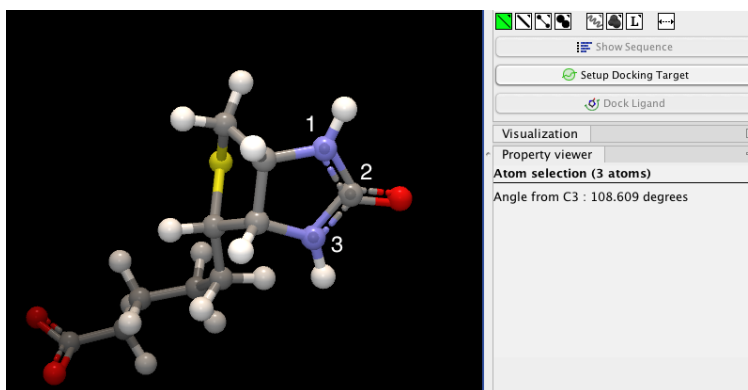 L
Show Sequence
Setup Docking Target
Dock Ligand
Visualization
Property viewer
Atom selection (3 atoms)
Angle from C3 : 108.609 degrees
1
2
3